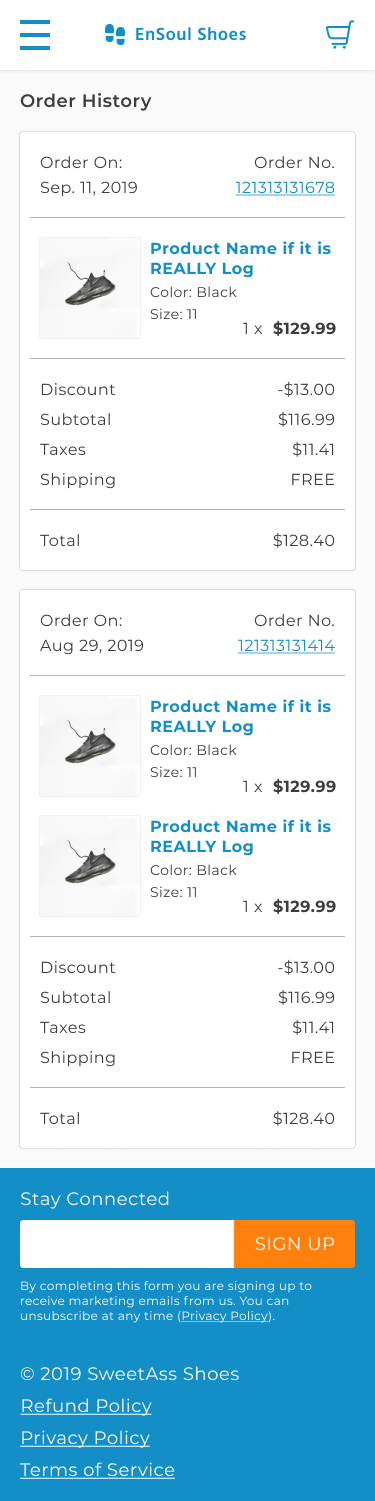 EnSoul Shoes
Order History
Order On: Order No.
Sep. 11, 2019 121313131678
Product Name if it is
REALLY Log
Color: Black
Size: 11
1 x $129.99
Discount -$13.00
Subtotal $116.99
Taxes $11.41
Shipping FREE
Total $128.40
Order On: Order No.
Aug 29, 2019 121313131414
Product Name if it is
REALLY Log
Color: Black
Size: 11
1 x $129.99
Product Name if it is
REALLY Log
Color: Black
Size: 11
1 x $129.99
Discount -$13.00
Subtotal $116.99
Taxes $11.41
Shipping FREE
Total $128.40
Stay Connected
SIGN UP
By completing this form you are signing up to
receive marketing emails from us. You can
unsubscribe at any time (Privacy Policy).
© 2019 SweetAss Shoes
Refund Policy
Privacy Policy
Terms of Service